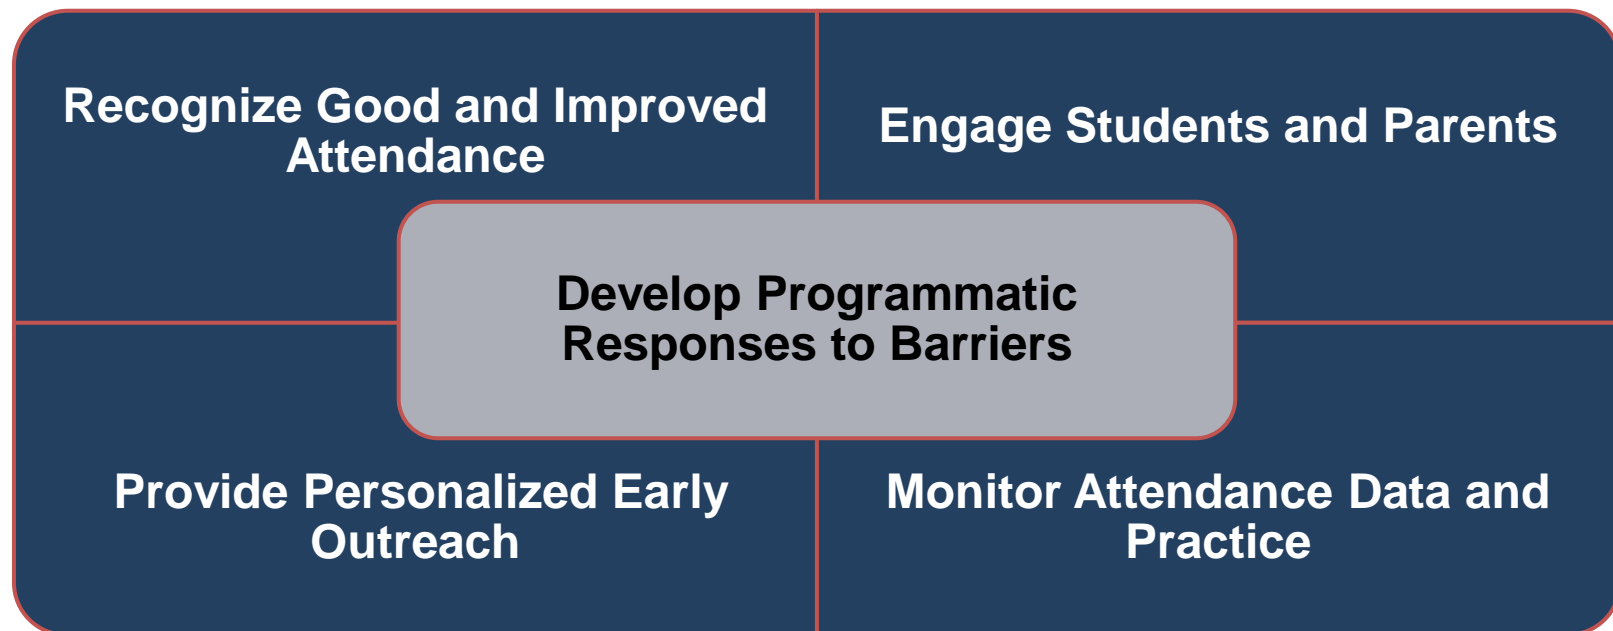 Recognize Good and Improved
Attendance
Engage Students and Parents
Develop Programmatic
Responses to Barriers
Provide Personalized Early
Outreach
Monitor Attendance Data and
Practice